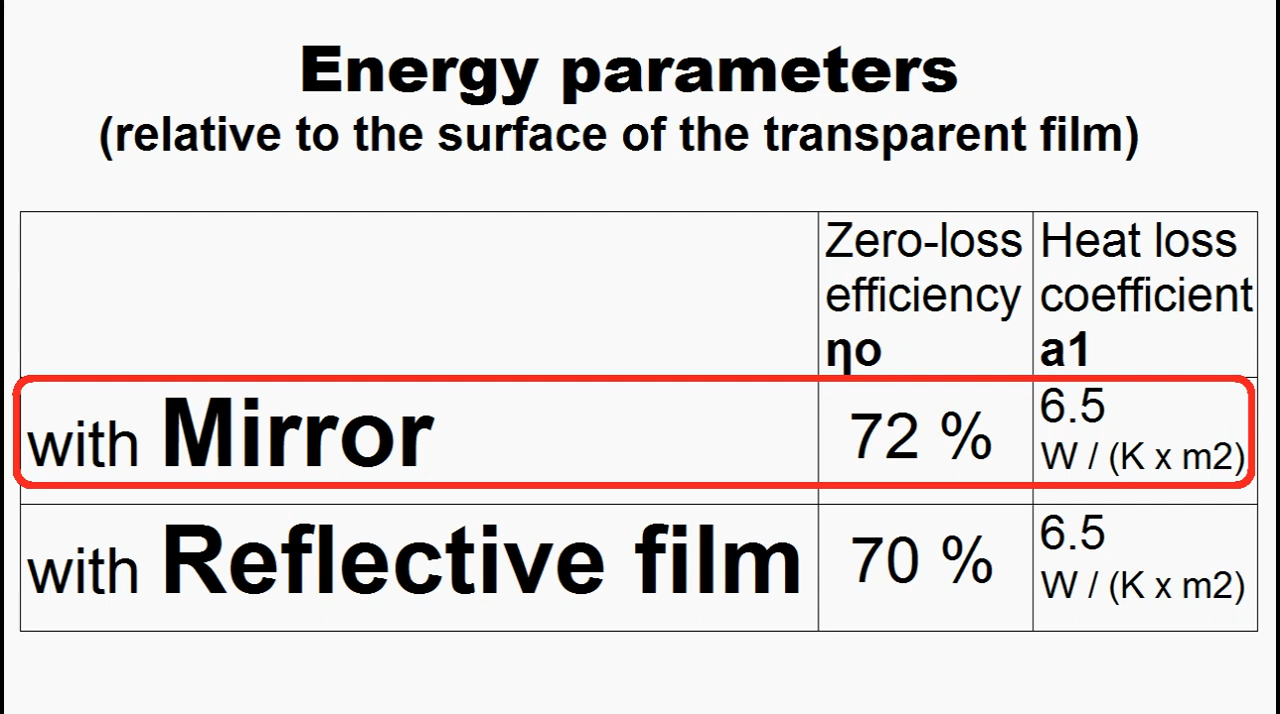 Energy parameters
(relative to the surface of the transparent film)
Zero-loss
efficiency
ηo
Heat loss
coefficient
a1
with Mirror
72 %
6.5
W / (K x m2)
with Reflective film
70 %
6.5
W / (K x m2)